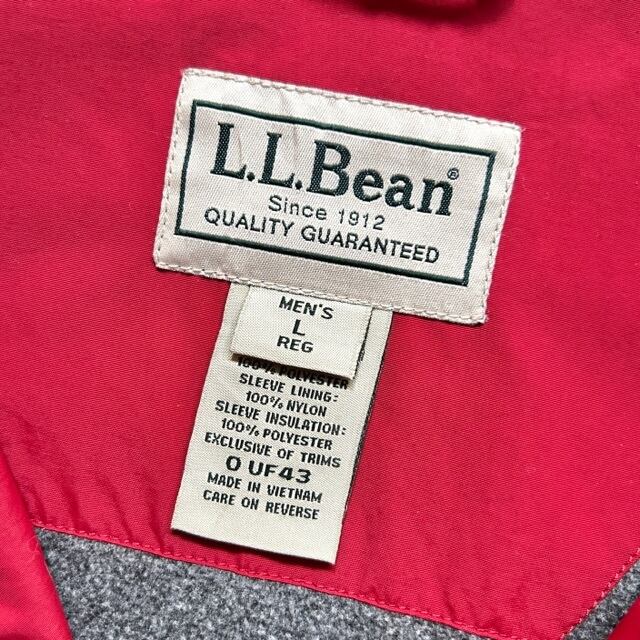 L.L.Bean®
Since 1912
QUALITY GUARANTEED
MEN'S
L
REG
100% POLYESTER
SLEEVE LINING:
100% NYLON
SLEEVE INSULATION:
100% POLYESTER
EXCLUSIVE OF TRIMS
0 UF43
MADE IN VIETNAM
CARE ON REVERSE